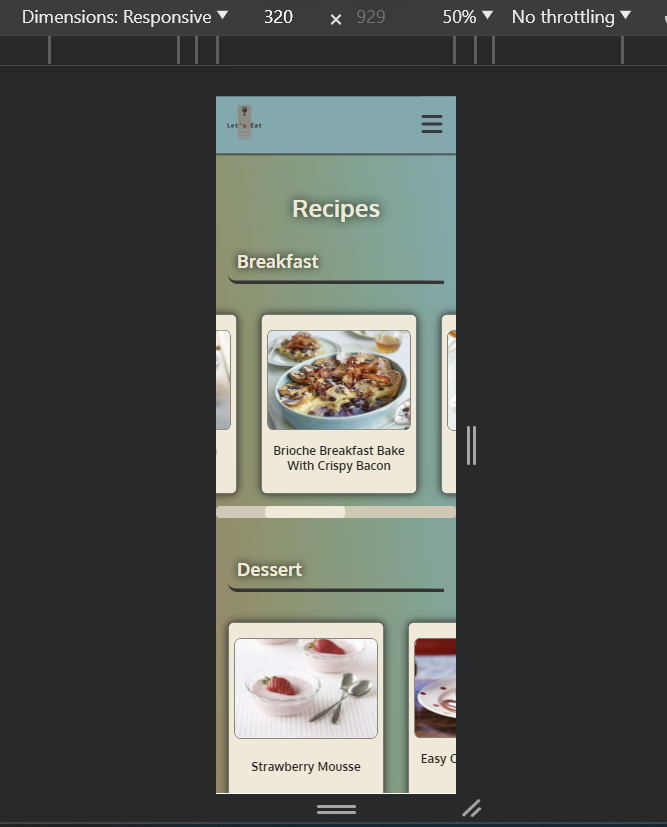 Dimensions: Responsive ▼ 320 × 929 50% ▼ No throttling ▼
Let's Eat
Recipes
Breakfast
Brioche Breakfast Bake
With Crispy Bacon
Dessert
Strawberry Mousse
Easy